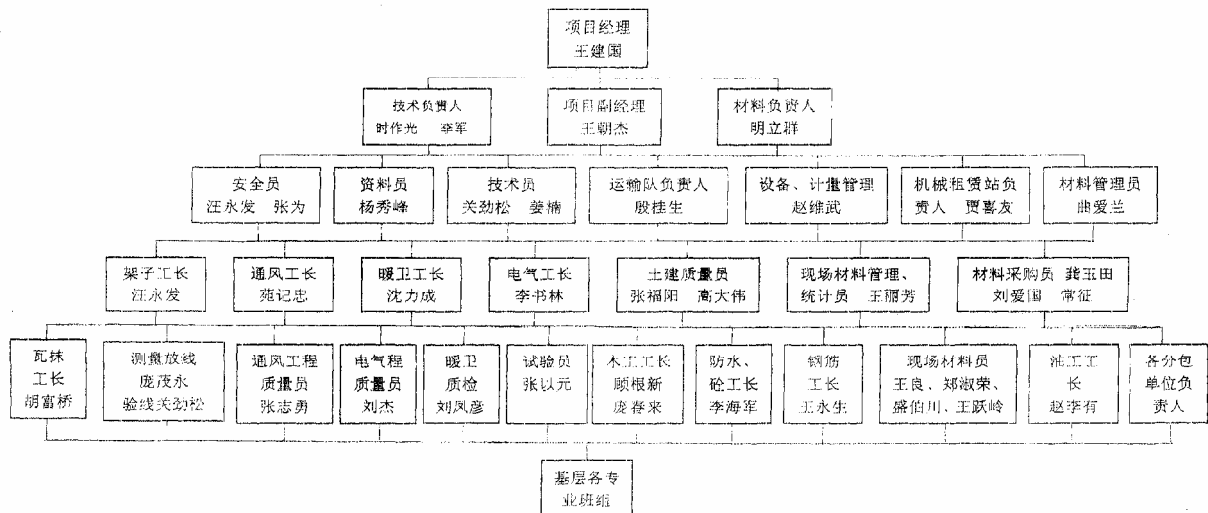 项目经理
王建国
技术负责人
时作光 李军
项目副经理
王朝杰
材料负责人
明立群
安全员
汪永发 张为
资料员
杨秀峰
技术员
关劲松 姜楠
运输队负责人
殷桂生
设备、计量管理
赵维武
机械租赁站负
责人 贾喜友
材料管理员
曲爱兰
架子工长
汪永发
通风工长
苑记忠
暖卫工长
沈力成
电气工长
李书林
土建质量员
张福阳 高大伟
现场材料管理、
统计员 王丽芳
材料采购员 龚玉田
刘爱国 常征
瓦抹
工长
胡富桥
测量放线
庞茂永
验线关劲松
通风工程
质量员
张志勇
电气程
质量员
刘杰
暖卫
质检
刘凤彦
试验员
张以元
木工工长
顾根新
庞春来
防水、
砼工长
李海军
钢筋
工长
王永生
现场材料员
王良、郑淑荣、
盛伯川、王跃岭
油工工
长
赵李有
各分包
单位负
责人
基层各专
业班组